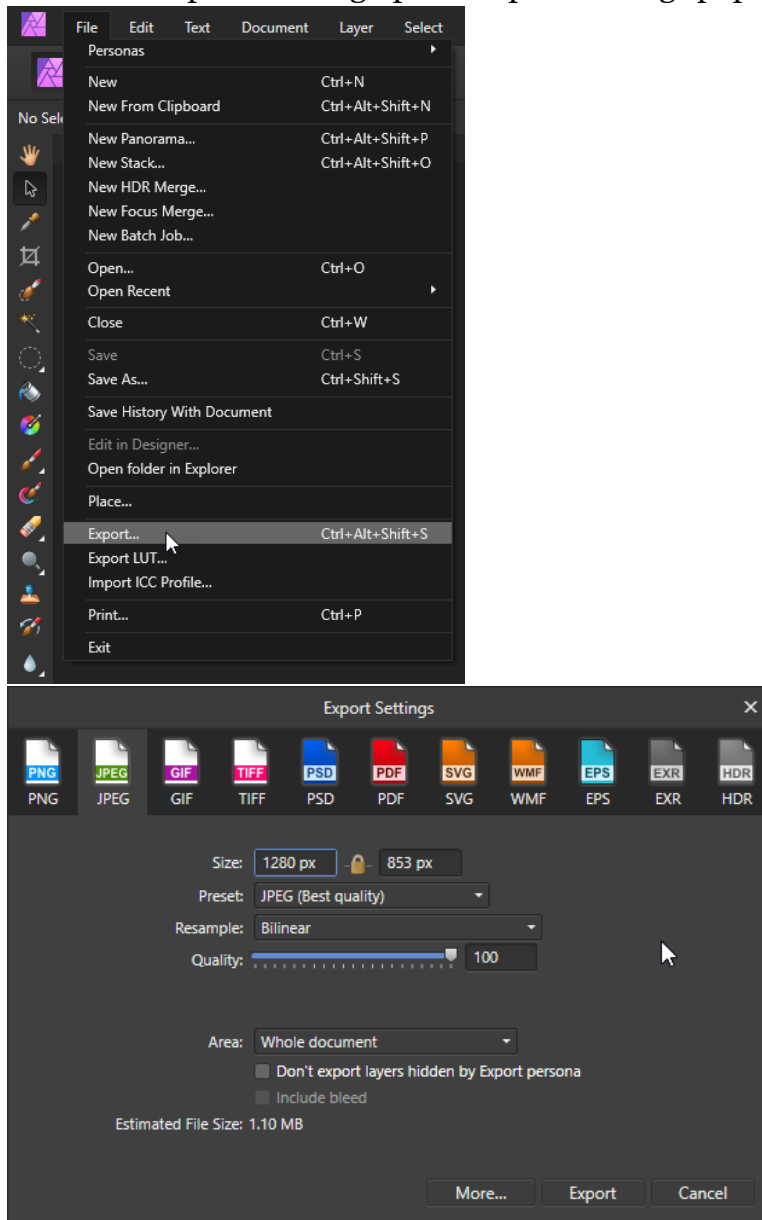 File Edit Text Document Layer Select
Personas
New Ctrl+N
New From Clipboard Ctrl+Alt+Shift+N
No Sele
New Panorama... Ctrl+Alt+Shift+P
New Stack... Ctrl+Alt+Shift+O
New HDR Merge...
New Focus Merge...
New Batch Job...
Open... Ctrl+O
Open Recent
Close Ctrl+W
Save Ctrl+S
Save As... Ctrl+Shift+S
Save History With Document
Edit in Designer...
Open folder in Explorer
Place...
Export... Ctrl+Alt+Shift+S
Export LUT...
Import ICC Profile...
Print... Ctrl+P
Exit
Export Settings
PNG JPEG GIF TIFF PSD PDF SVG WMF EPS EXR HDR
PNG JPEG GIF TIFF PSD PDF SVG WMF EPS EXR HDR
Size: 1280 px 853 px
Preset: JPEG (Best quality)
Resample: Bilinear
Quality: 100
Area: Whole document
Don't export layers hidden by Export persona
Include bleed
Estimated File Size: 1.10 MB
More... Export Cancel